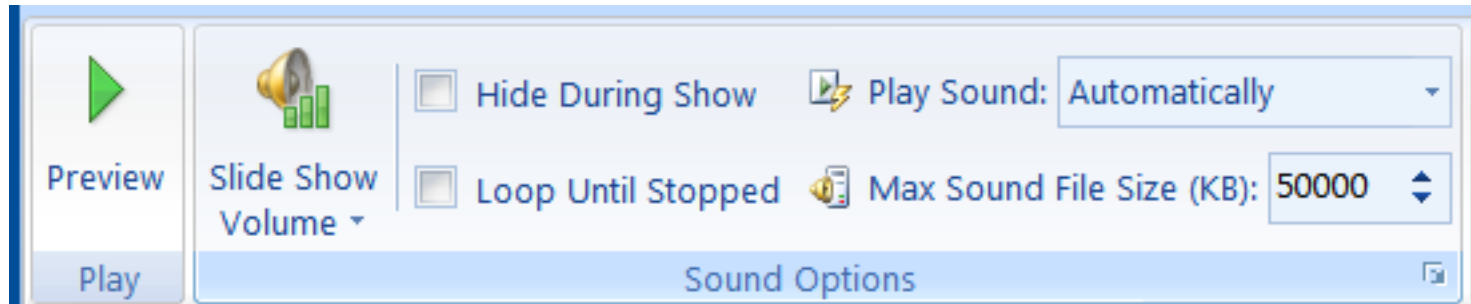 Preview
Slide Show
Volume
Hide During Show
Play Sound: Automatically
Loop Until Stopped
Max Sound File Size (KB): 50000
Play
Sound Options